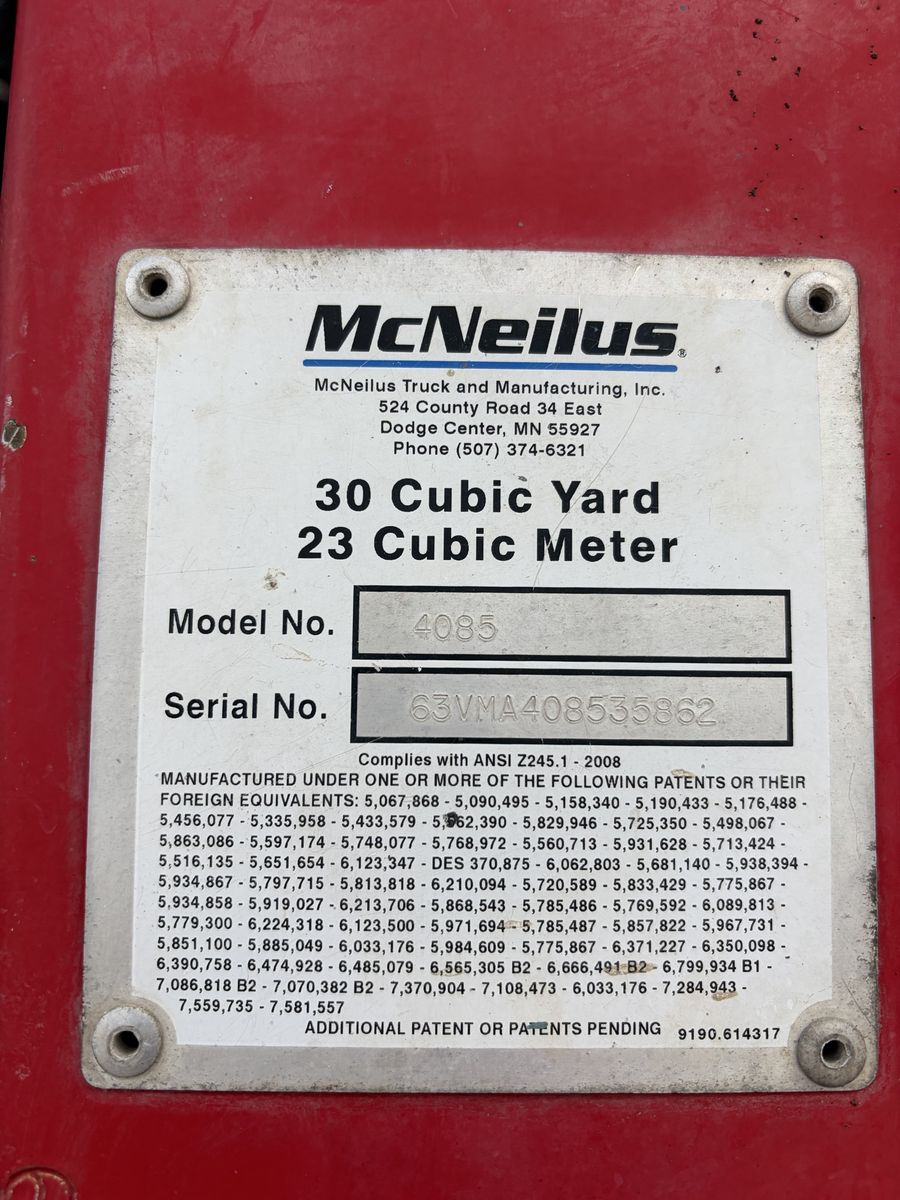 McNeilus®
McNeilus Truck and Manufacturing, Inc.
524 County Road 34 East
Dodge Center, MN 55927
Phone (507) 374-6321
30 Cubic Yard
23 Cubic Meter
Model No. 4085
Serial No. 63VMA408535862
Complies with ANSI Z245.1 - 2008
MANUFACTURED UNDER ONE OR MORE OF THE FOLLOWING PATENTS OR THEIR
FOREIGN EQUIVALENTS: 5,067,868 - 5,090,495 - 5,158,340 - 5,190,433 - 5,176,488 -
5,456,077 - 5,335,958 - 5,433,579 - 5,562,390 - 5,829,946 - 5,725,350 - 5,498,067 -
5,863,086 - 5,597,174 - 5,748,077 - 5,768,972 - 5,560,713 - 5,931,628 - 5,713,424 -
5,516,135 - 5,651,654 - 6,123,347 - DES 370,875 - 6,062,803 - 5,681,140 - 5,938,394 -
5,934,867 - 5,797,715 - 5,813,818 - 6,210,094 - 5,720,589 - 5,833,429 - 5,775,867 -
5,934,858 - 5,919,027 - 6,213,706 - 5,868,543 - 5,785,486 - 5,769,592 - 6,089,813 -
5,779,300 - 6,224,318 - 6,123,500 - 5,971,694 - 5,785,487 - 5,857,822 - 5,967,731 -
5,851,100 - 5,885,049 - 6,033,176 - 5,984,609 - 5,775,867 - 6,371,227 - 6,350,098 -
6,390,758 - 6,474,928 - 6,485,079 - 6,565,305 B2 - 6,666,491 B2 - 6,799,934 B1 -
7,086,818 B2 - 7,070,382 B2 - 7,370,904 - 7,108,473 - 6,033,176 - 7,284,943 -
7,559,735 - 7,581,557
ADDITIONAL PATENT OR PATENTS PENDING 9190.614317